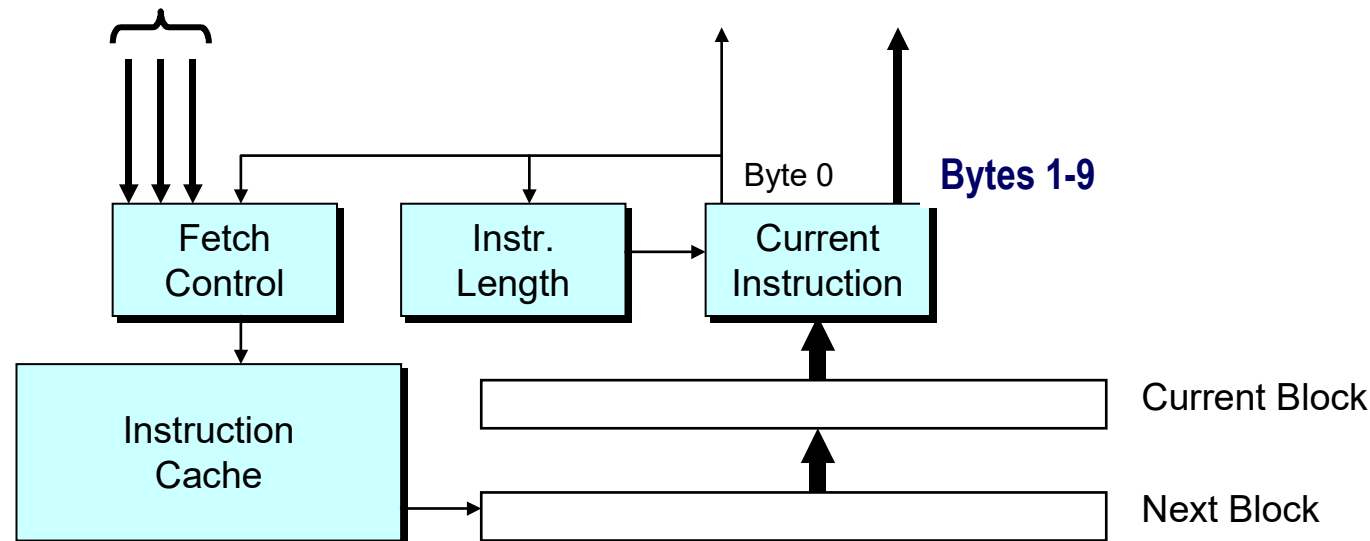 Byte 0
Bytes 1-9
Fetch
Control
Instr.
Length
Current
Instruction
Instruction
Cache
Current Block
Next Block